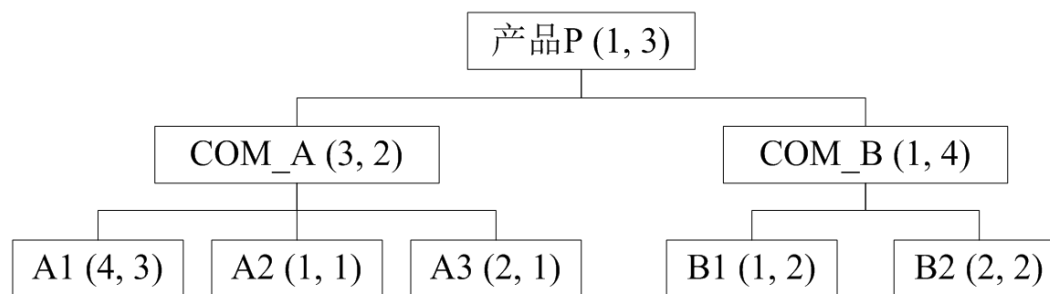 产品P (1, 3)
COM_A (3, 2)
COM_B (1, 4)
A1 (4, 3)
A2 (1, 1)
A3 (2, 1)
B1 (1, 2)
B2 (2, 2)